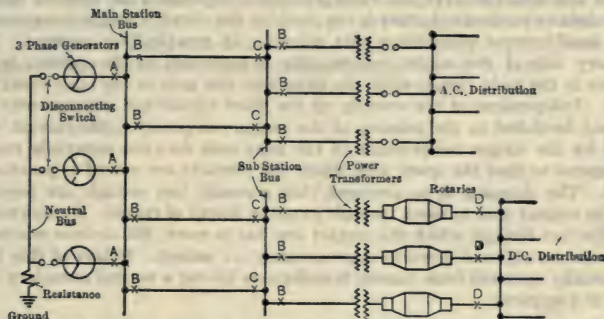 Main Station
Bus
3 Phase Generators
B
C
B
A
Disconnecting
Switch
B
A.C. Distribution
B
C
B
A
Sub Station
Bus
Power
Transformers
Rotaries
Neutral
Bus
B
C
B
D
B
D
D-C. Distribution
A
Resistance
B
C
B
D
Ground